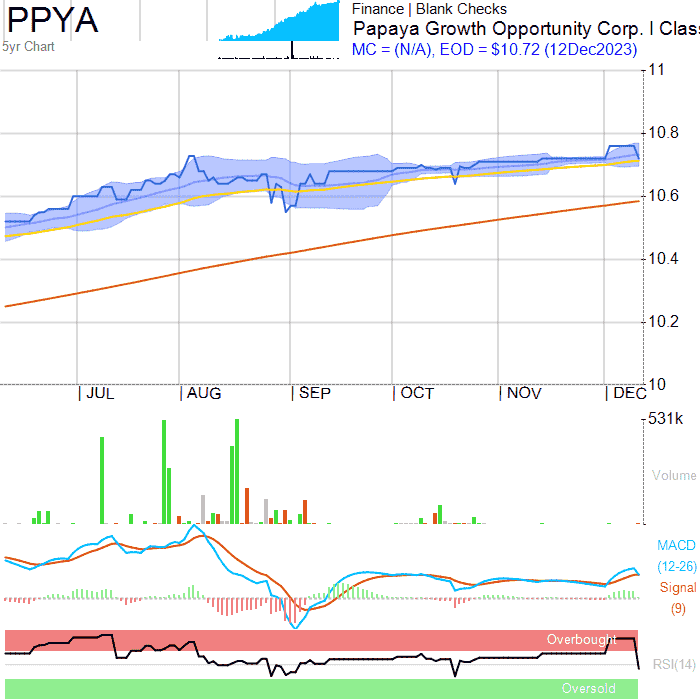 PPYA
5yr Chart
Finance | Blank Checks
Papaya Growth Opportunity Corp. I Clas
MC = (N/A), EOD = $10.72 (12Dec2023)
11
10.8
10.6
10.4
10.2
10
| JUL | AUG | SEP | OCT | NOV | DEC
531k
Volume
MACD
(12-26)
Signal
(9)
Overbought
RSI(14)
Oversold